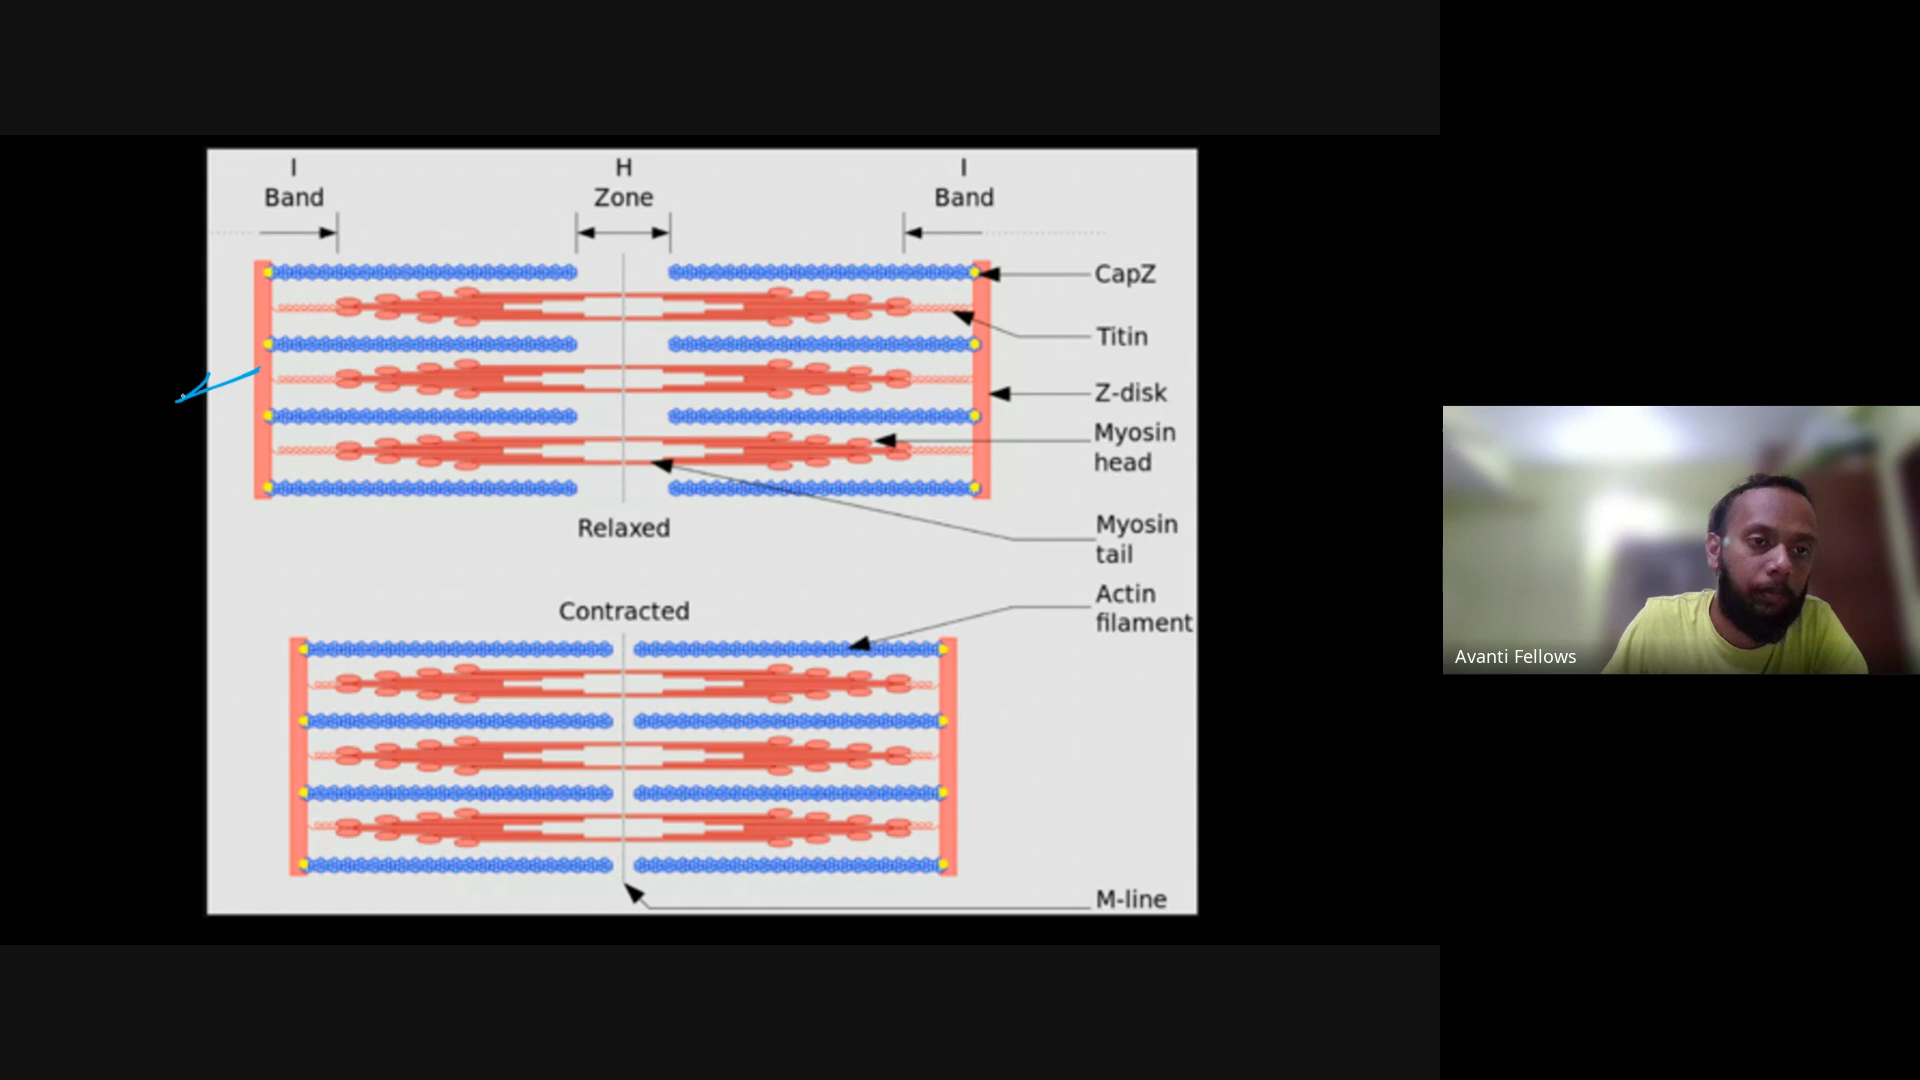 I
Band
H
Zone
I
Band
CapZ
Titin
Z-disk
Myosin
head
Relaxed
Myosin
tail
Contracted
Actin
filament
M-line
Avanti Fellows